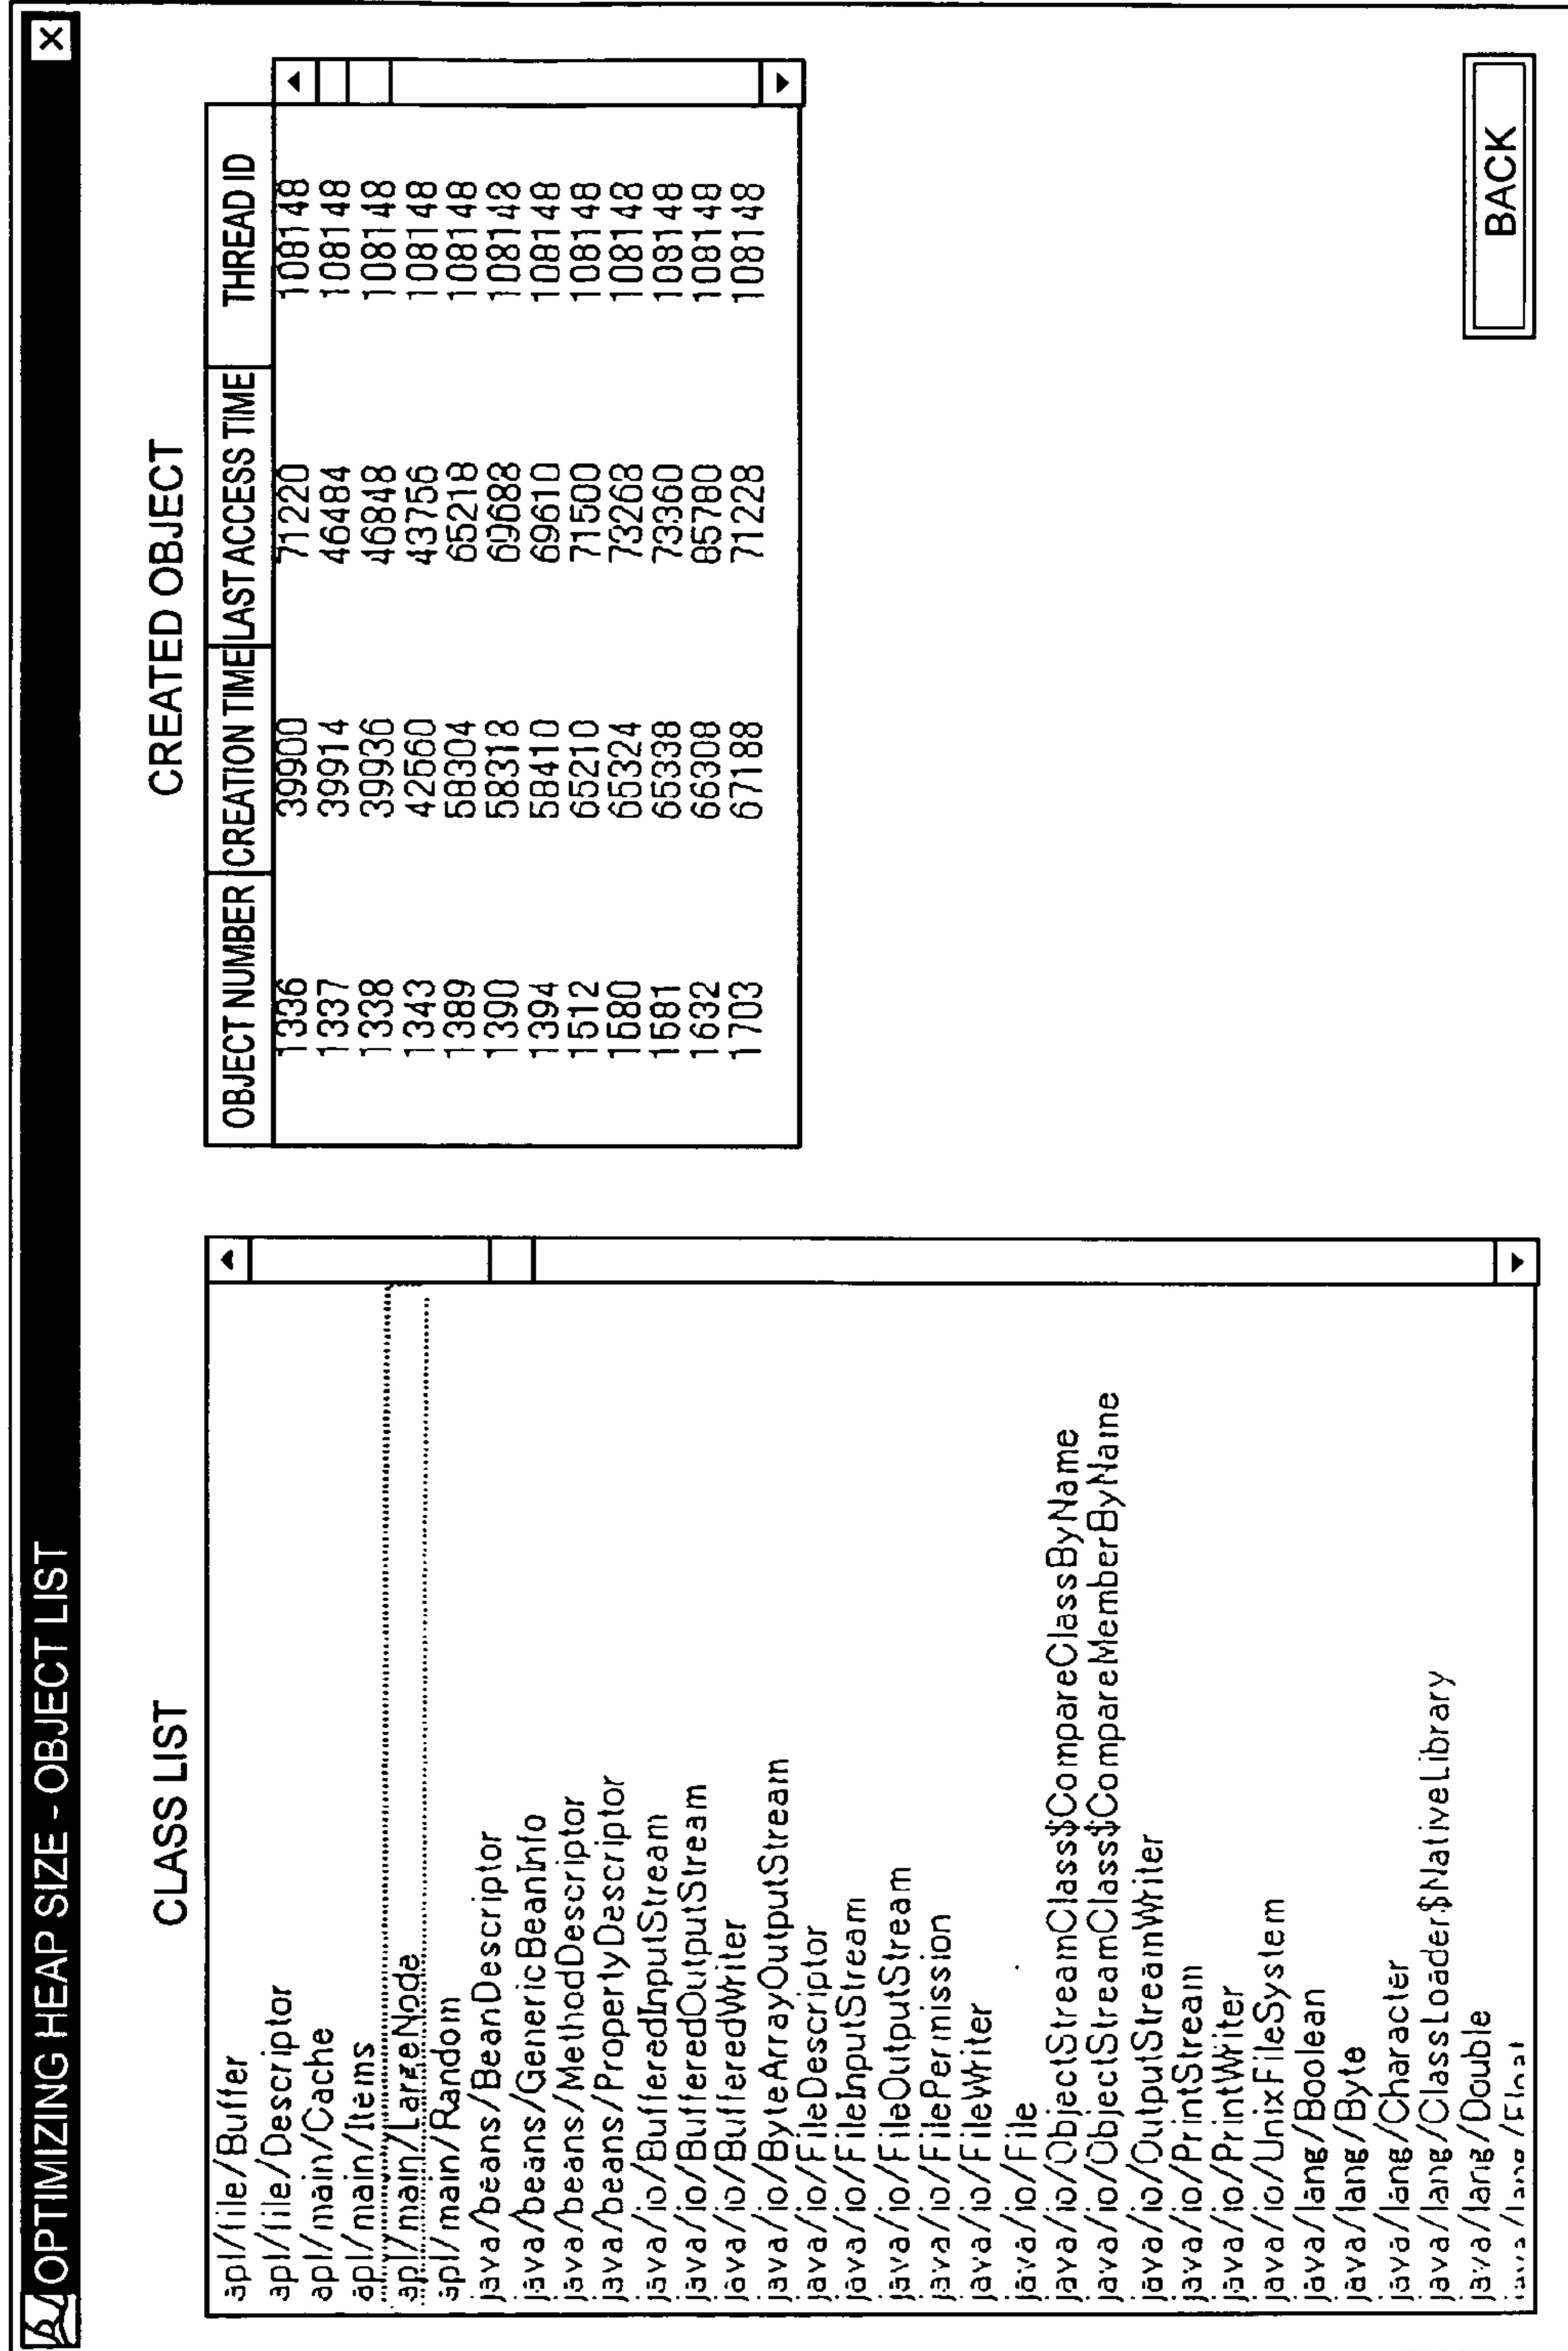 OPTIMIZING HEAP SIZE - OBJECT LIST
X
CLASS LIST
apl/file/Buffer
apl/file/Descriptor
apl/main/Cache
apl/main/Items
apl/main/LargeNode
apl/main/Random
java/beans/BeanDescriptor
java/beans/GenericBeanInfo
java/beans/MethodDescriptor
java/beans/PropertyDescriptor
java/io/BufferedInputStream
java/io/BufferedOutputStream
java/io/BufferedWriter
java/io/ByteArrayOutputStream
java/io/FileDescriptor
java/io/FileInputStream
java/io/FileOutputStream
java/io/FilePermission
java/io/FileWriter
java/io/File
java/io/ObjectStreamClass$CompareClassByName
java/io/ObjectStreamClass$CompareMemberByName
java/io/OutputStreamWriter
java/io/PrintStream
java/io/PrintWriter
java/io/UnixFileSystem
java/lang/Boolean
java/lang/Byte
java/lang/Character
java/lang/ClassLoader$NativeLibrary
java/lang/Double
java/lang/Float
CREATED OBJECT
OBJECT NUMBER CREATION TIME LAST ACCESS TIME THREAD ID
1336 39900 71220 108148
1337 39914 46484 108148
1338 39936 46848 108148
1343 42560 43756 108148
1389 58304 65218 108148
1390 58318 69688 108148
1394 58410 69610 108148
1512 65210 71500 108148
1580 65324 73268 108148
1581 65338 73360 108148
1632 66308 85780 108148
1703 67188 71228 108148
BACK